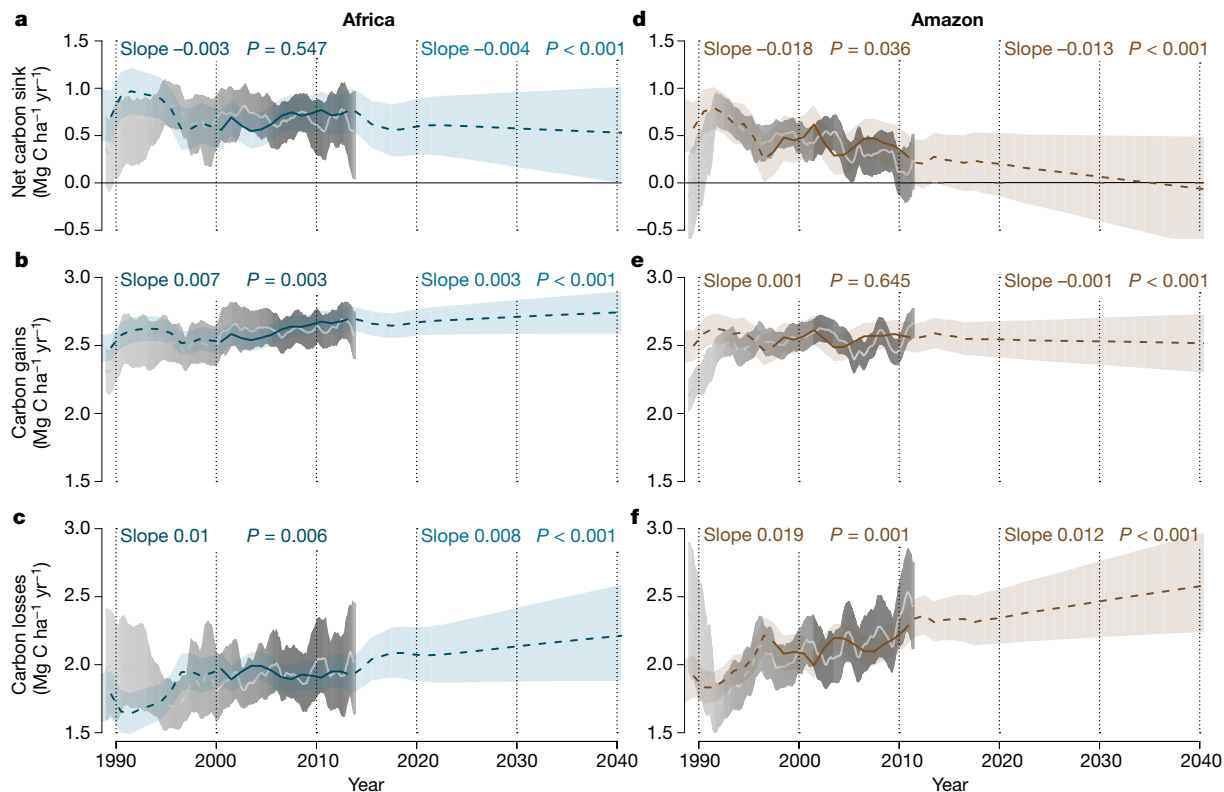 a
Africa
Slope –0.003 P = 0.547
Slope –0.004 P < 0.001
Net carbon sink
(Mg C ha–1 yr–1)
1.5
1.0
0.5
0.0
–0.5
b
Slope 0.007 P = 0.003
Slope 0.003 P < 0.001
Carbon gains
(Mg C ha–1 yr–1)
3.0
2.5
2.0
1.5
c
Slope 0.01 P = 0.006
Slope 0.008 P < 0.001
Carbon losses
(Mg C ha–1 yr–1)
3.0
2.5
2.0
1.5
1990 2000 2010 2020 2030 2040
Year
d
Amazon
Slope –0.018 P = 0.036
Slope –0.013 P < 0.001
1.5
1.0
0.5
0.0
–0.5
e
Slope 0.001 P = 0.645
Slope –0.001 P < 0.001
3.0
2.5
2.0
1.5
f
Slope 0.019 P = 0.001
Slope 0.012 P < 0.001
3.0
2.5
2.0
1.5
1990 2000 2010 2020 2030 2040
Year